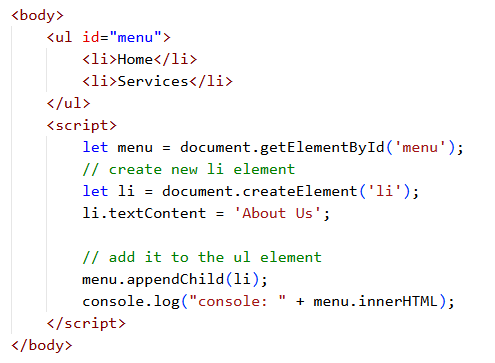 <body>
    <ul id="menu">
        <li>Home</li>
        <li>Services</li>
    </ul>
    <script>
        let menu = document.getElementById('menu');
        // create new li element
        let li = document.createElement('li');
        li.textContent = 'About Us';

        // add it to the ul element
        menu.appendChild(li);
        console.log("console: " + menu.innerHTML);
    </script>
</body>